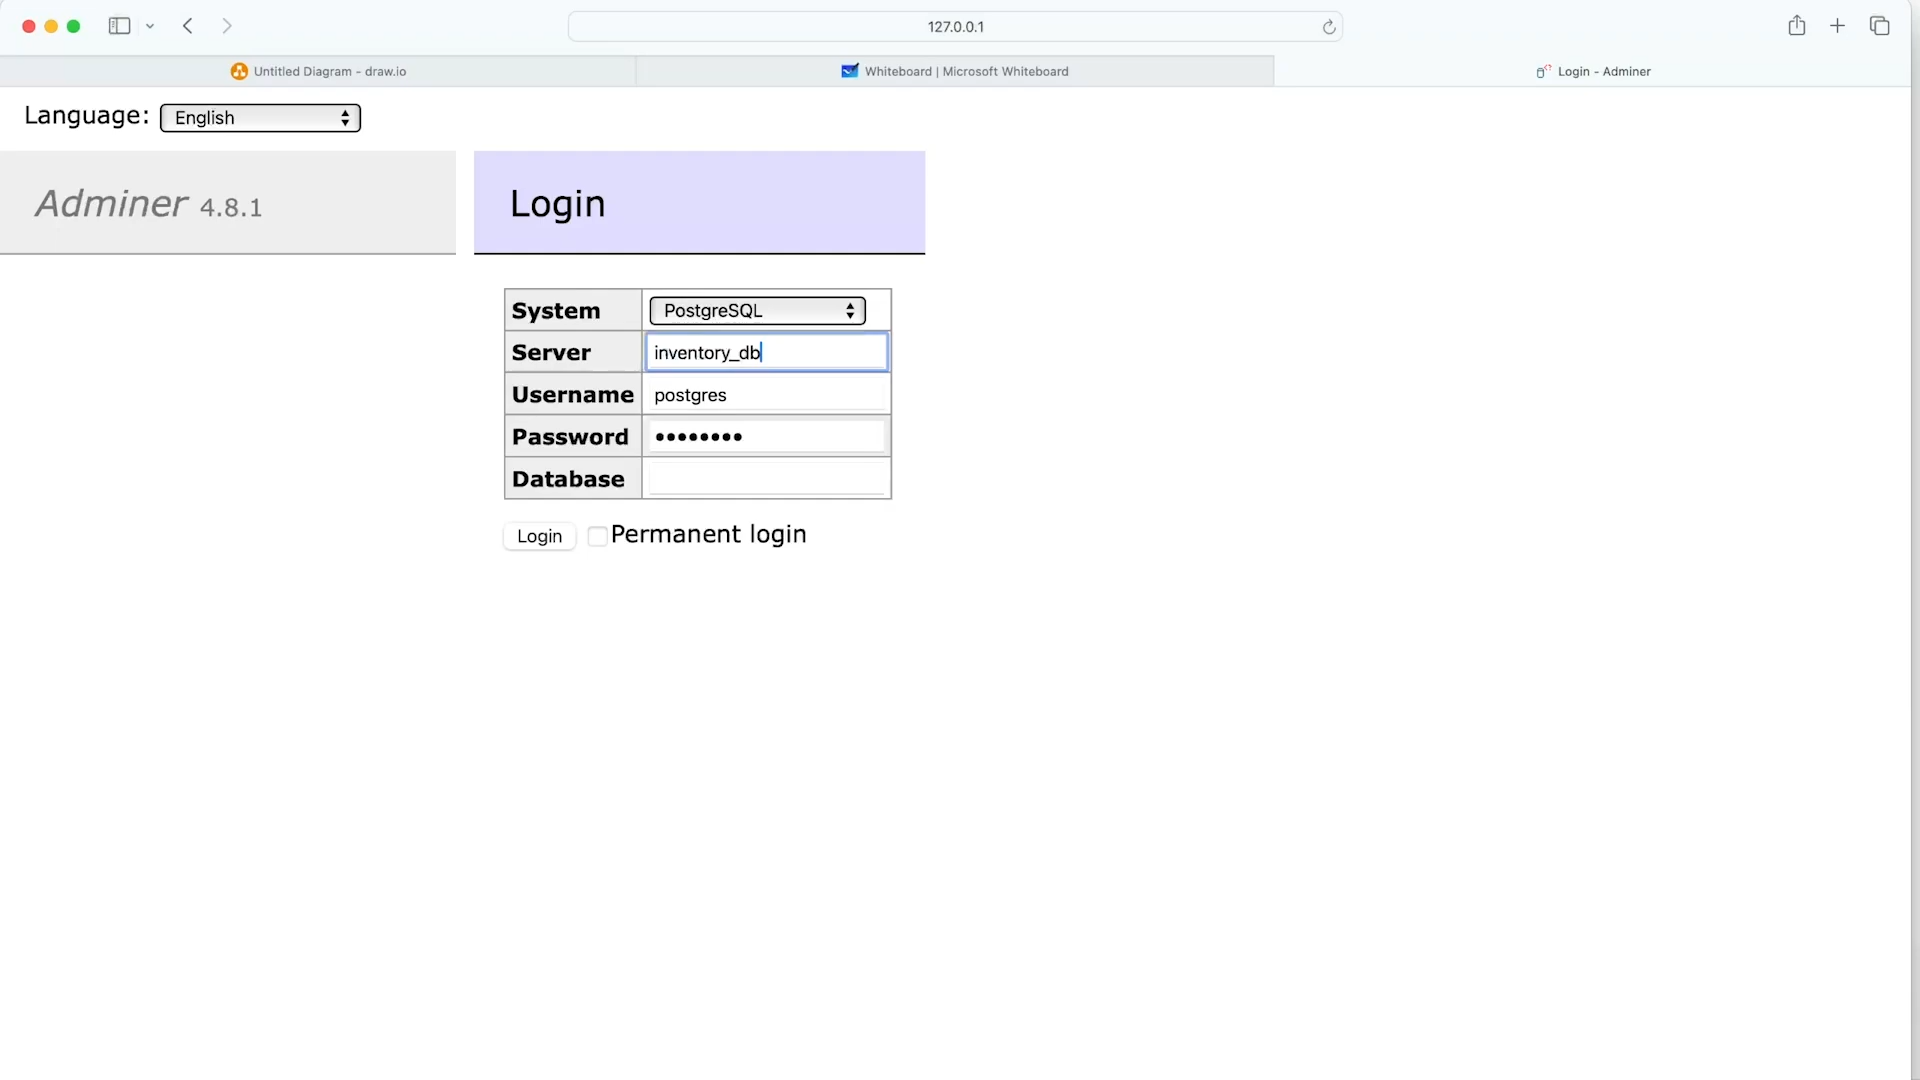 127.0.0.1
Untitled Diagram - draw.io
Whiteboard | Microsoft Whiteboard
Login - Adminer
Language: English
Adminer 4.8.1
Login
System PostgreSQL
Server inventory_db
Username postgres
Password ••••••••
Database
Login Permanent login